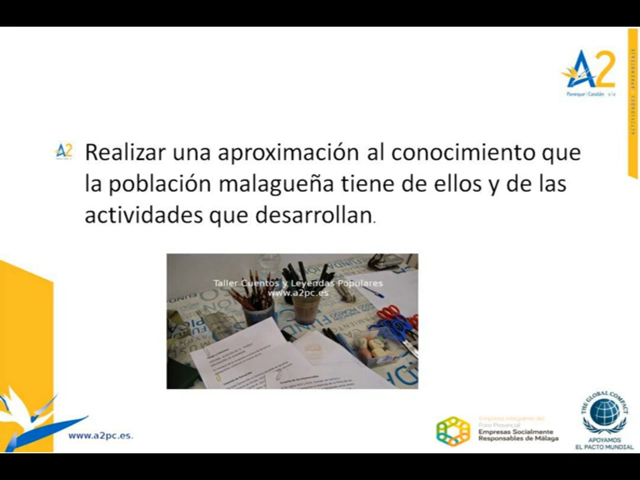 A2
Realizar una aproximación al conocimiento que
la población malagueña tiene de ellos y de las
actividades que desarrollan.
Taller Cuentos y Leyendas Populares
www.a2pc.es
www.a2pc.es.
Empresas Socialmente
Responsables de Málaga
THE GLOBAL COMPACT
APOYAMOS
EL PACTO MUNDIAL